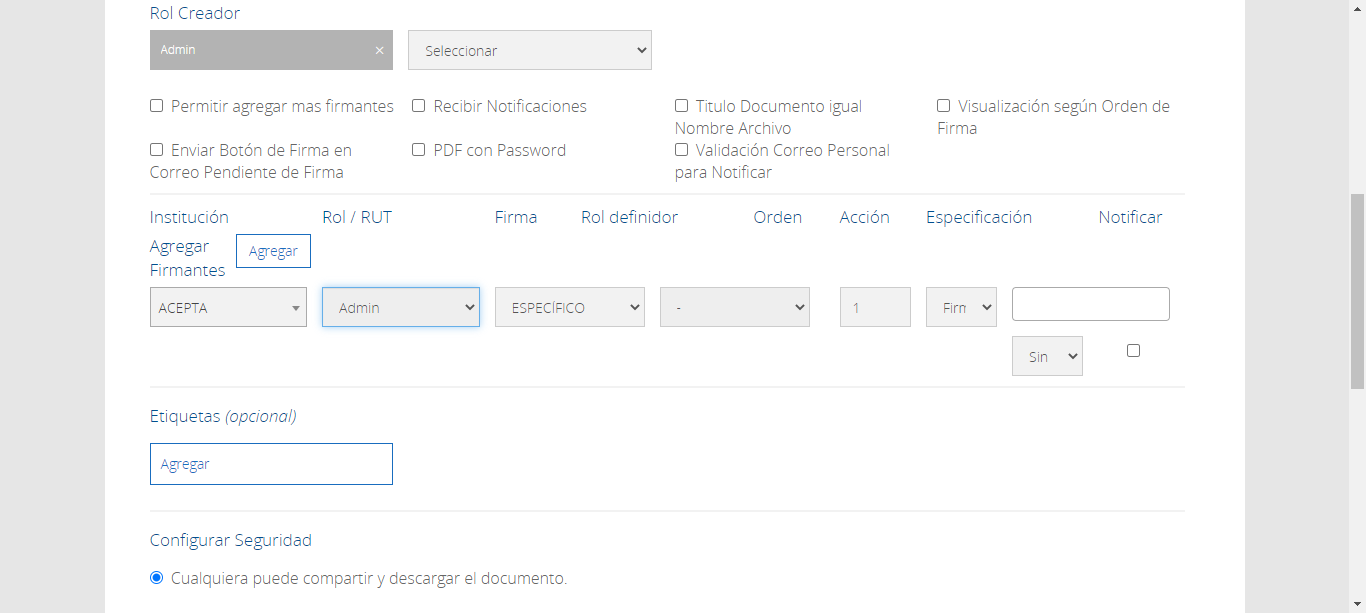 Rol Creador
Admin ×
Seleccionar
Permitir agregar mas firmantes
Recibir Notificaciones
Titulo Documento igual
Nombre Archivo
Visualización según Orden de
Firma
Enviar Botón de Firma en
Correo Pendiente de Firma
PDF con Password
Validación Correo Personal
para Notificar
Institución Rol / RUT Firma Rol definidor Orden Acción Especificación Notificar
Agregar
Firmantes
Agregar
ACEPTA Admin ESPECÍFICO - 1 Firm
Sin
Etiquetas (opcional)
Agregar
Configurar Seguridad
Cualquiera puede compartir y descargar el documento.